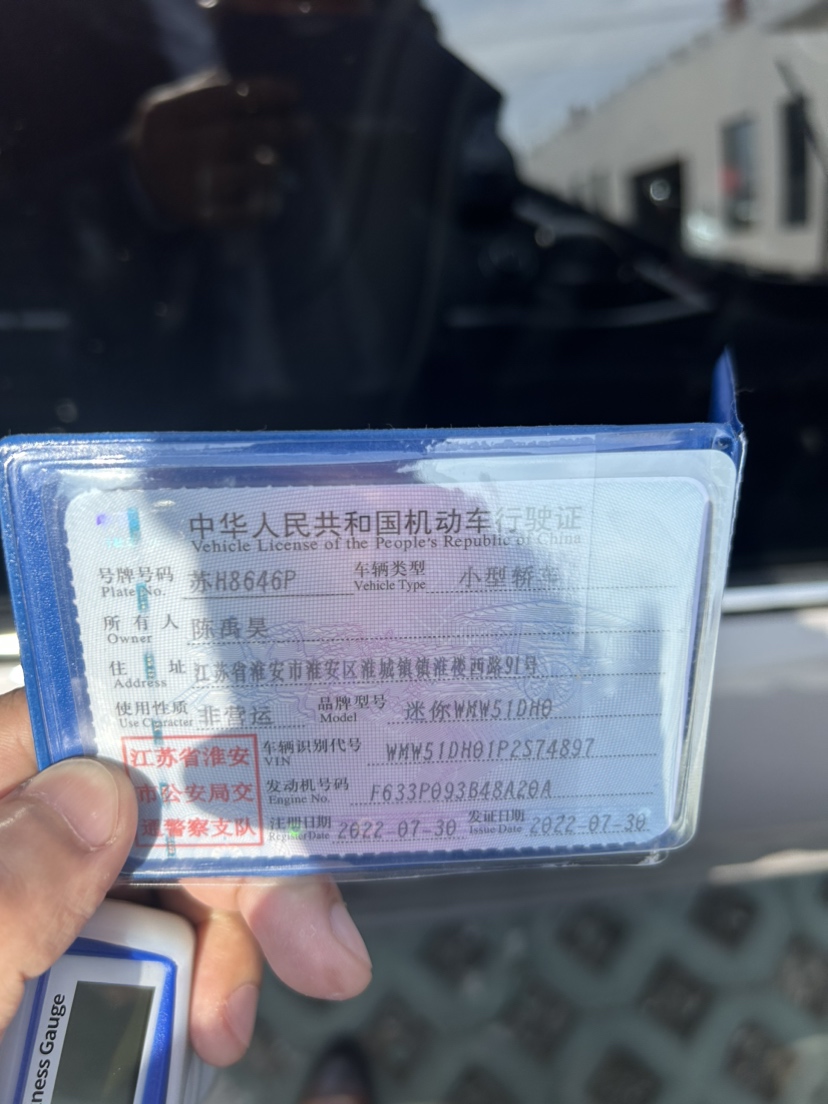 中华人民共和国机动车行驶证
Vehicle License of the People's Republic of China
号牌号码 苏H8646P 车辆类型 小型轿车
Plate No. Vehicle Type
所有人 陈禹昊
Owner
住址 江苏省淮安市淮安区淮城镇镇淮楼西路91号
Address
使用性质 非营运 品牌型号 迷你WMW51DH0
Use Character Model
江苏省淮安 车辆识别代号 WMW51DH01P2S74897
VIN
市公安局交 发动机号码 F633P093B48A20A
Engine No.
通警察支队 注册日期 2022-07-30 发证日期 2022-07-30
Register Date Issue Date
ness Gauge